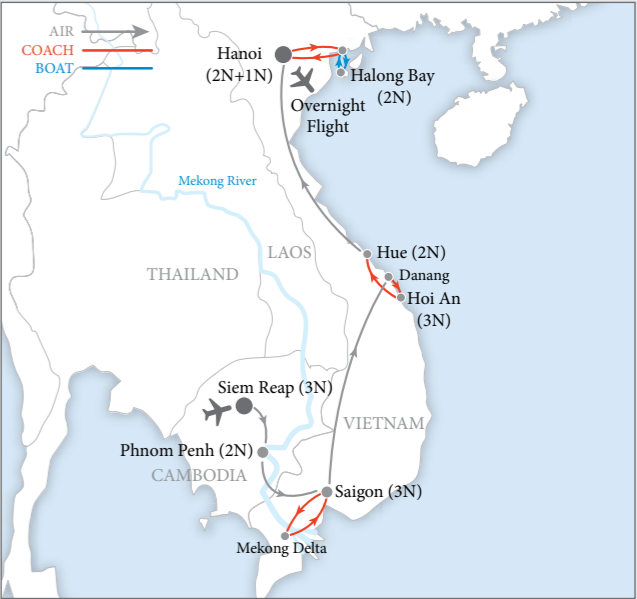 AIR
COACH
BOAT
Hanoi
(2N+1N)
Halong Bay
(2N)
Overnight
Flight
Mekong River
LAOS
THAILAND
Hue (2N)
Danang
Hoi An
(3N)
Siem Reap (3N)
VIETNAM
Phnom Penh (2N)
CAMBODIA
Saigon (3N)
Mekong Delta